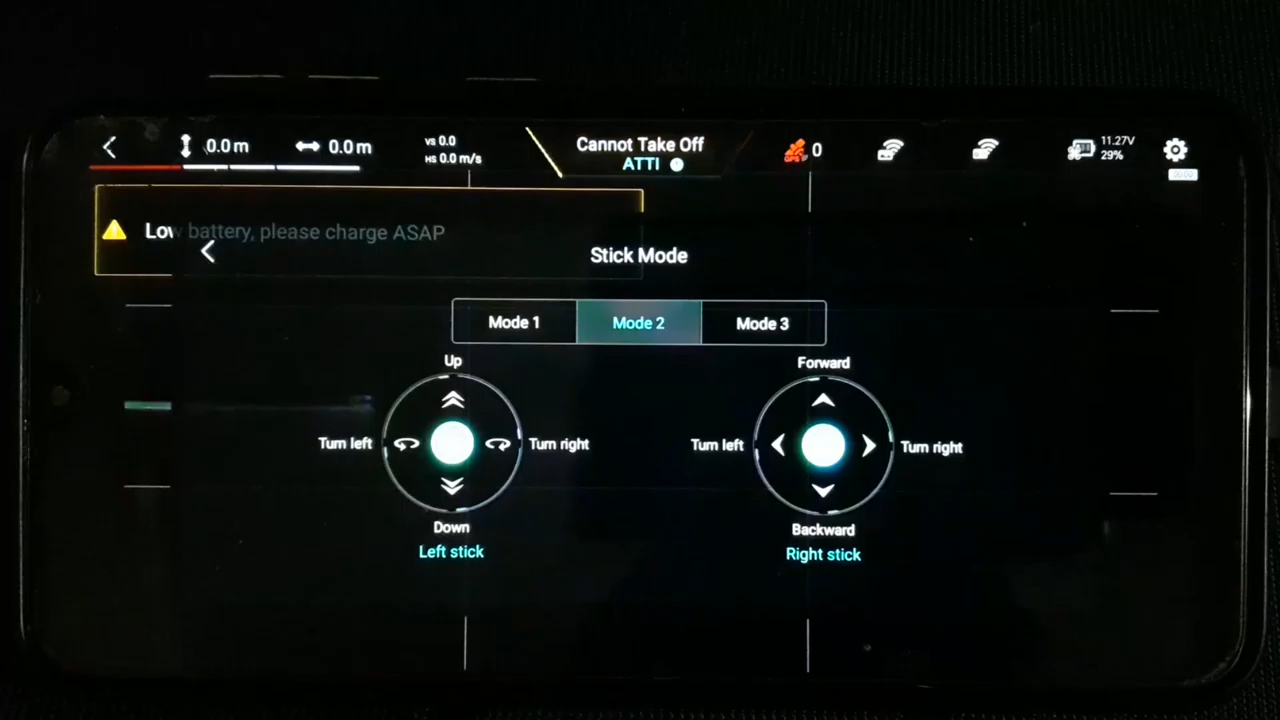 0.0m
0.0m
VS 0.0
HS 0.0 m/s
Cannot Take Off
ATTI
0
11.27V
29%
Low battery, please charge ASAP
Stick Mode
Mode 1
Mode 2
Mode 3
Up
Turn left
Turn right
Down
Left stick
Forward
Turn left
Turn right
Backward
Right stick